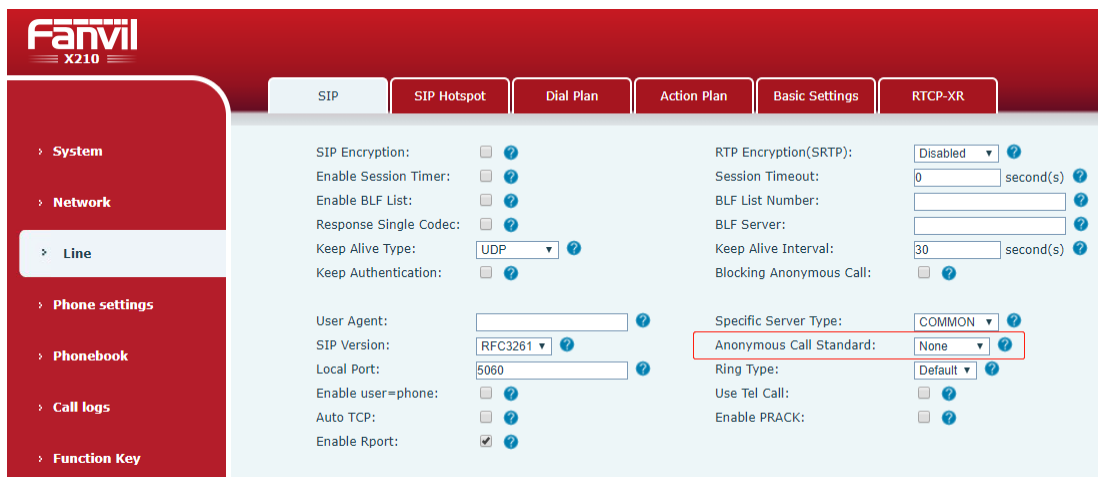 Fanvil
X210
SIP
SIP Hotspot
Dial Plan
Action Plan
Basic Settings
RTCP-XR
› System
› Network
› Line
› Phone settings
› Phonebook
› Call logs
› Function Key
SIP Encryption: ?
RTP Encryption(SRTP): Disabled ▼ ?
Enable Session Timer: ?
Session Timeout: 0 second(s) ?
Enable BLF List: ?
BLF List Number: ?
Response Single Codec: ?
BLF Server: ?
Keep Alive Type: UDP ▼ ?
Keep Alive Interval: 30 second(s) ?
Keep Authentication: ?
Blocking Anonymous Call: ?
User Agent: ?
Specific Server Type: COMMON ▼ ?
SIP Version: RFC3261 ▼ ?
Anonymous Call Standard: None ▼ ?
Local Port: 5060 ?
Ring Type: Default ▼ ?
Enable user=phone: ?
Use Tel Call: ?
Auto TCP: ?
Enable PRACK: ?
Enable Rport: ✔ ?